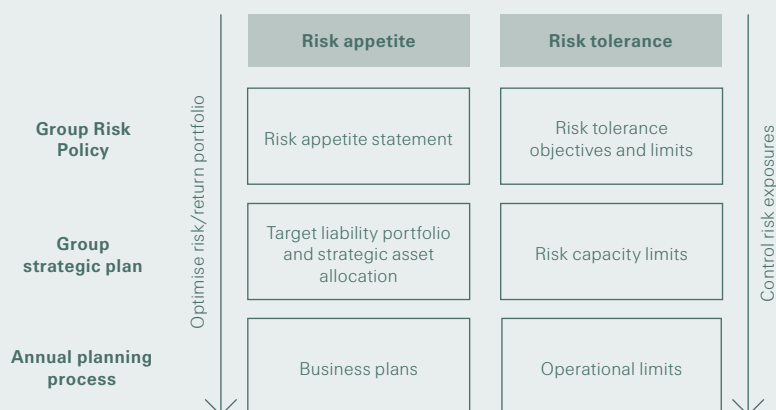 Risk appetite
Risk tolerance
Optimise risk/return portfolio
Control risk exposures
Group Risk
Policy
Risk appetite statement
Risk tolerance
objectives and limits
Group
strategic plan
Target liability portfolio
and strategic asset
allocation
Risk capacity limits
Annual planning
process
Business plans
Operational limits